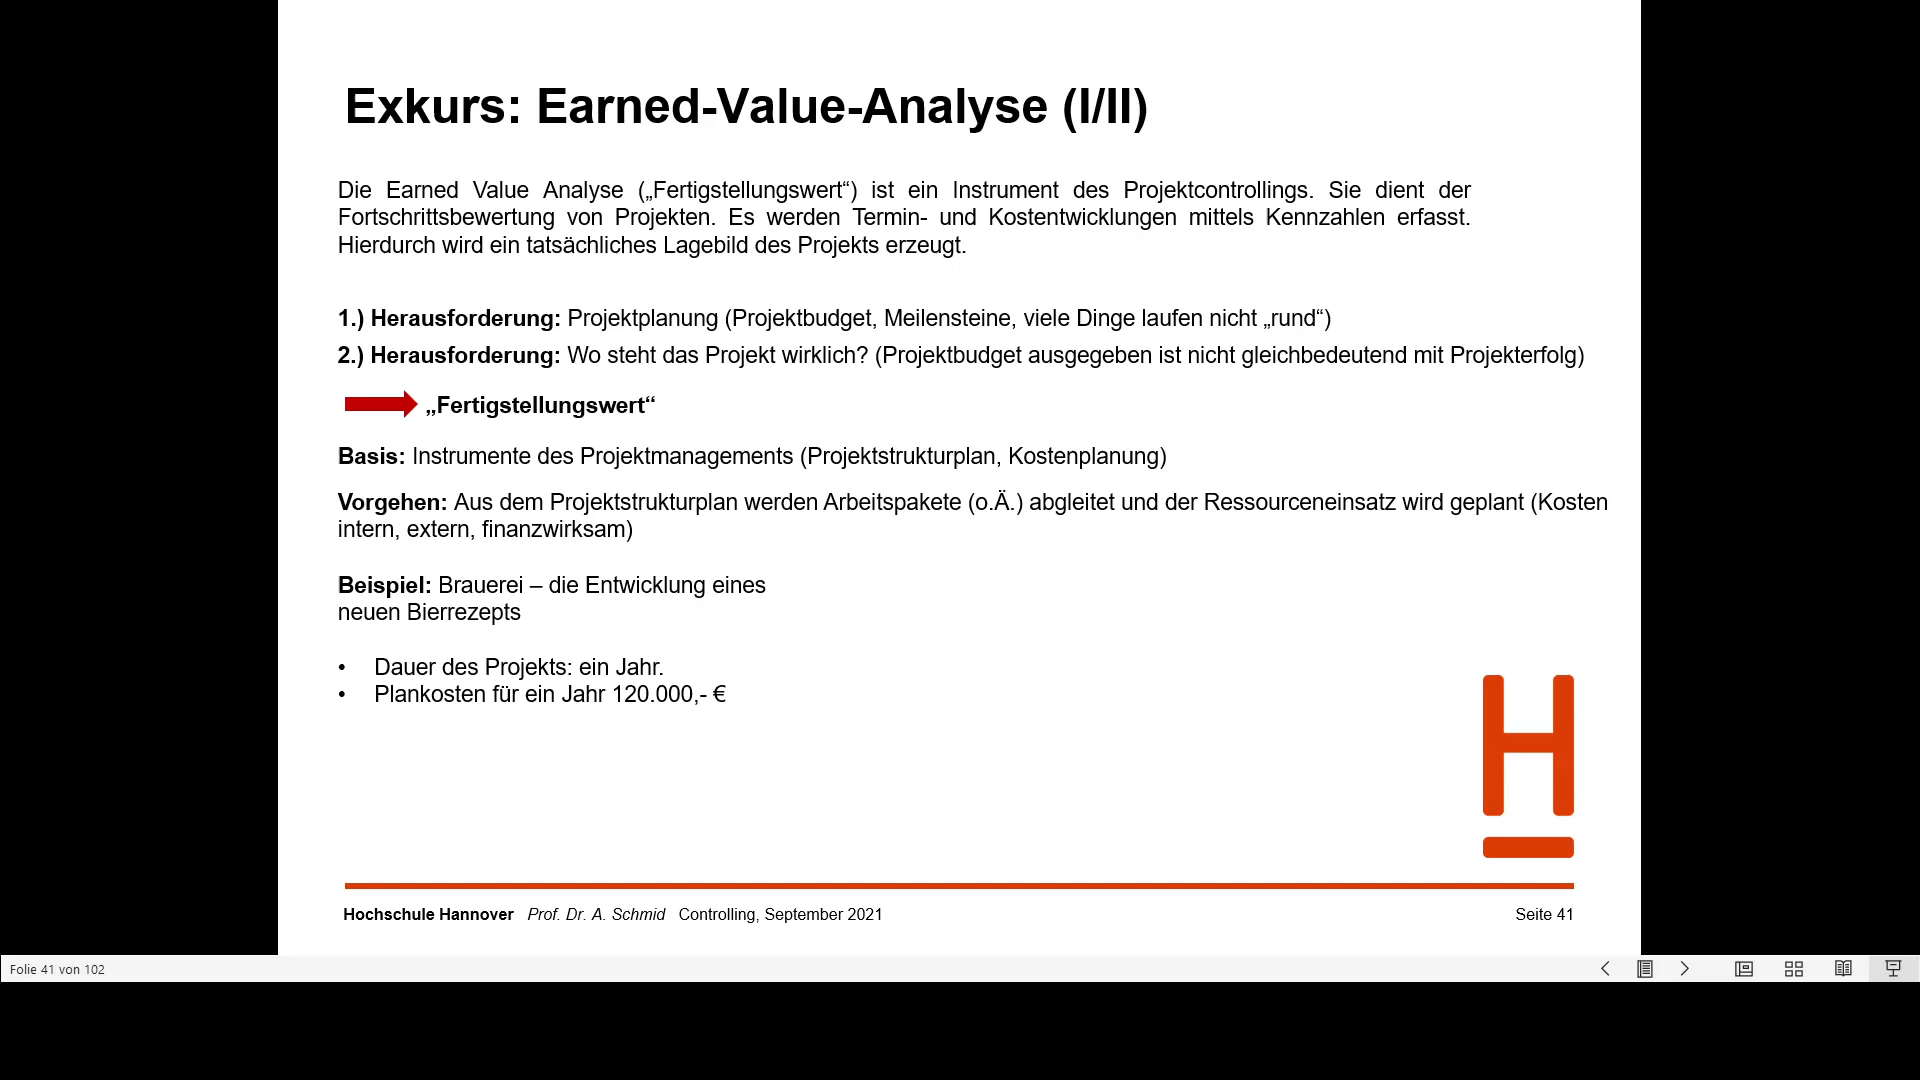 Exkurs: Earned-Value-Analyse (I/II)
Die Earned Value Analyse („Fertigstellungswert“) ist ein Instrument des Projektcontrollings. Sie dient der
Fortschrittsbewertung von Projekten. Es werden Termin- und Kostentwicklungen mittels Kennzahlen erfasst.
Hierdurch wird ein tatsächliches Lagebild des Projekts erzeugt.
1.) Herausforderung: Projektplanung (Projektbudget, Meilensteine, viele Dinge laufen nicht „rund“)
2.) Herausforderung: Wo steht das Projekt wirklich? (Projektbudget ausgegeben ist nicht gleichbedeutend mit Projekterfolg)
„Fertigstellungswert“
Basis: Instrumente des Projektmanagements (Projektstrukturplan, Kostenplanung)
Vorgehen: Aus dem Projektstrukturplan werden Arbeitspakete (o.Ä.) abgleitet und der Ressourceneinsatz wird geplant (Kosten
intern, extern, finanzwirksam)
Beispiel: Brauerei – die Entwicklung eines
neuen Bierrezepts
• Dauer des Projekts: ein Jahr.
• Plankosten für ein Jahr 120.000,- €
H
Hochschule Hannover Prof. Dr. A. Schmid Controlling, September 2021 Seite 41
Folie 41 von 102